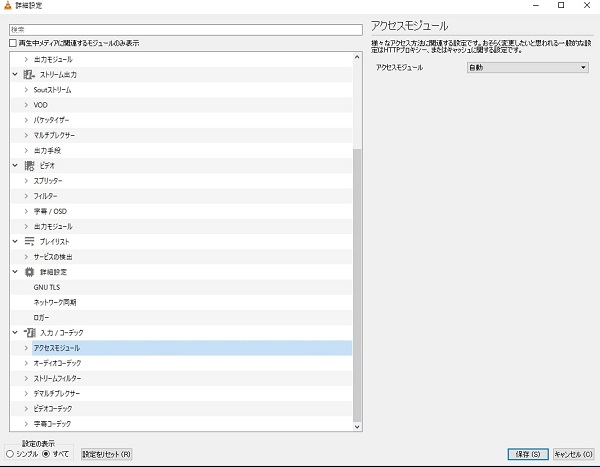 詳細設定
検索
再生中メディアに関連するモジュールのみ表示
出力モジュール
ストリーム出力
Soutストリーム
VOD
パケッタイザー
マルチプレクサー
出力手段
ビデオ
スプリッター
フィルター
字幕 / OSD
出力モジュール
プレイリスト
サービスの検出
詳細設定
GNU TLS
ネットワーク同期
ロガー
入力 / コーデック
アクセスモジュール
オーディオコーデック
ストリームフィルター
デマルチプレクサー
ビデオコーデック
字幕コーデック
設定の表示
シンプル すべて
設定をリセット (R)
アクセスモジュール
様々なアクセス方法に関連する設定です。おそらく変更したいと思われる一般的な設
定はHTTPプロキシー、またはキャッシュに関する設定です。
アクセスモジュール 自動
保存 (S) キャンセル (C)